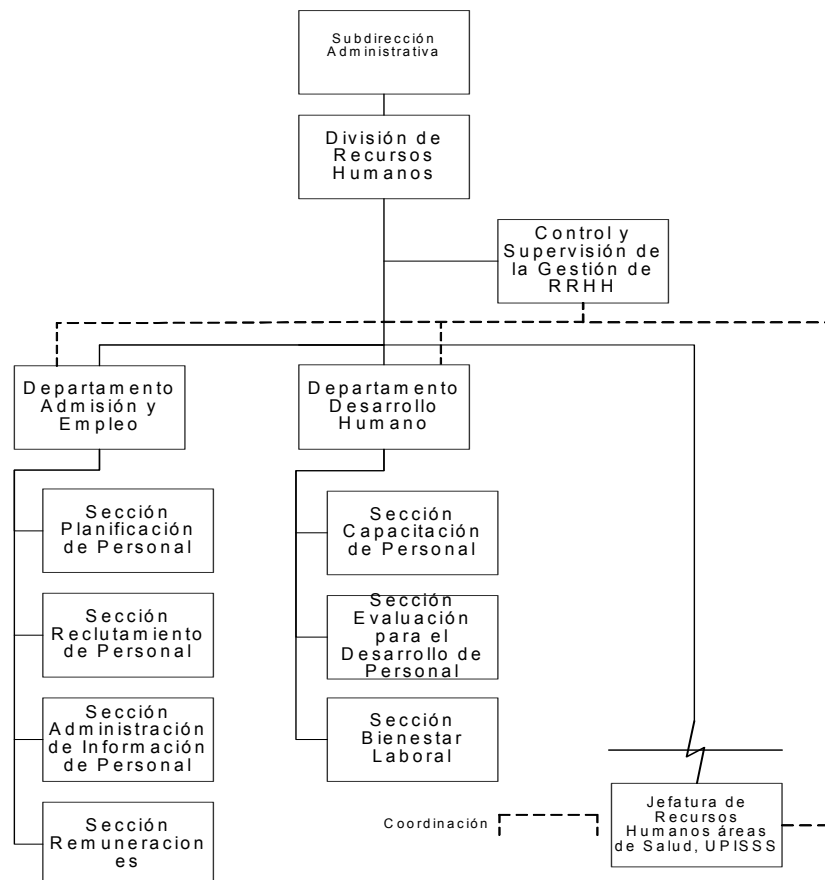 Subdirección
Administrativa
División de
Recursos
Humanos
Control y
Supervisión de
la Gestión de
RRHH
Departamento
Admisión y
Empleo
Departamento
Desarrollo
Humano
Sección
Planificación
de Personal
Sección
Capacitación
de Personal
Sección
Reclutamiento
de Personal
Sección
Evaluación
para el
Desarrollo de
Personal
Sección
Administración
de Información
de Personal
Sección
Bienestar
Laboral
Sección
Remuneracion
es
Coordinación
Jefatura de
Recursos
Humanos áreas
de Salud, UPISSS